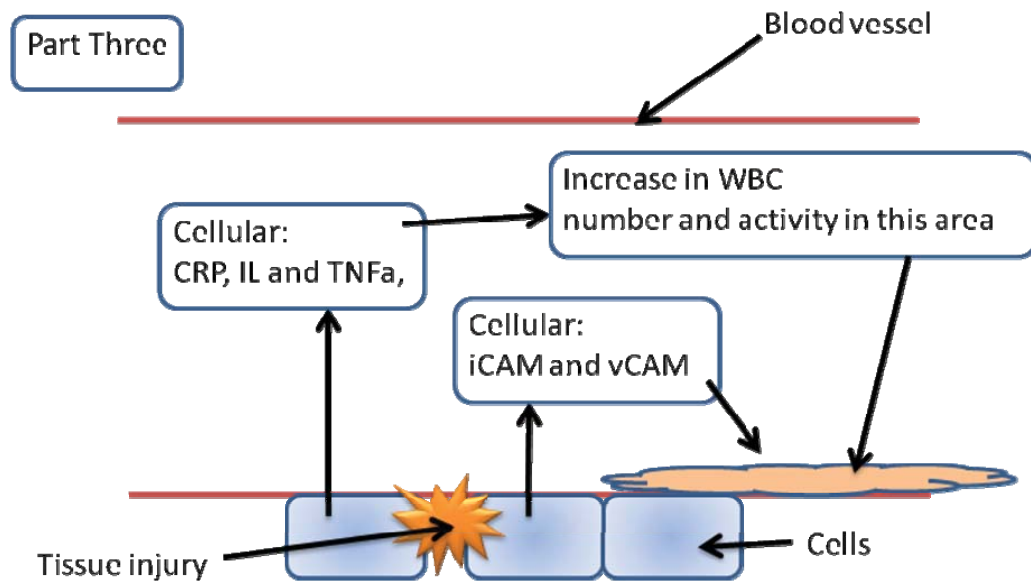 Part Three
Blood vessel
Increase in WBC
number and activity in this area
Cellular:
CRP, IL and TNFa,
Cellular:
iCAM and vCAM
Tissue injury
Cells